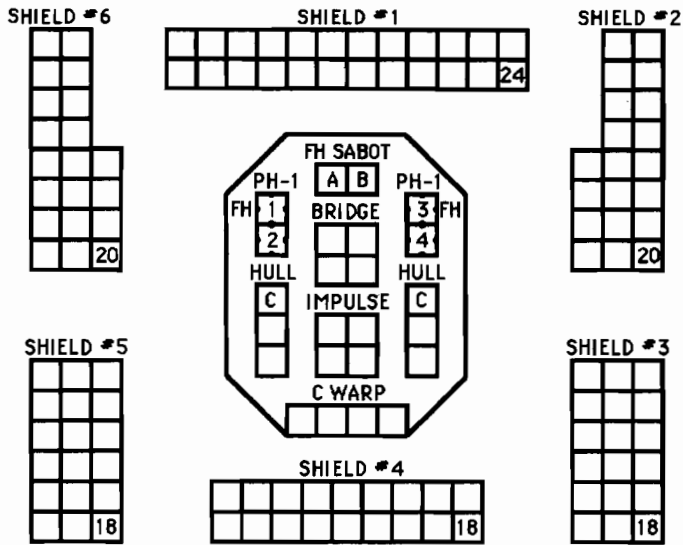 SHIELD #6
SHIELD #1
SHIELD #2
24
FH SABOT
A B
PH-1
PH-1
FH 1
3 FH
BRIDGE
2
4
20
20
HULL
HULL
C
IMPULSE
C
SHIELD #5
SHIELD #3
C WARP
SHIELD #4
18
18
18